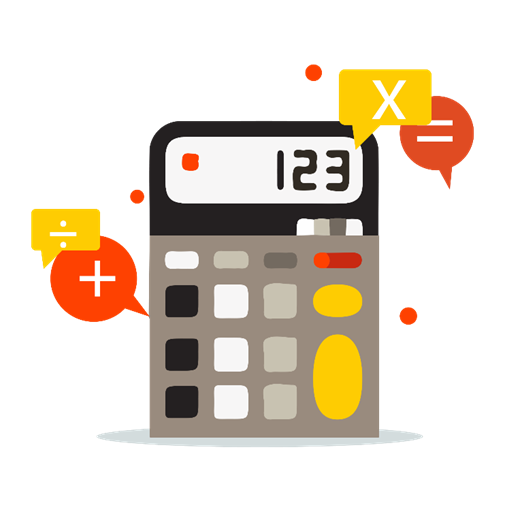 X
=
123
÷
+